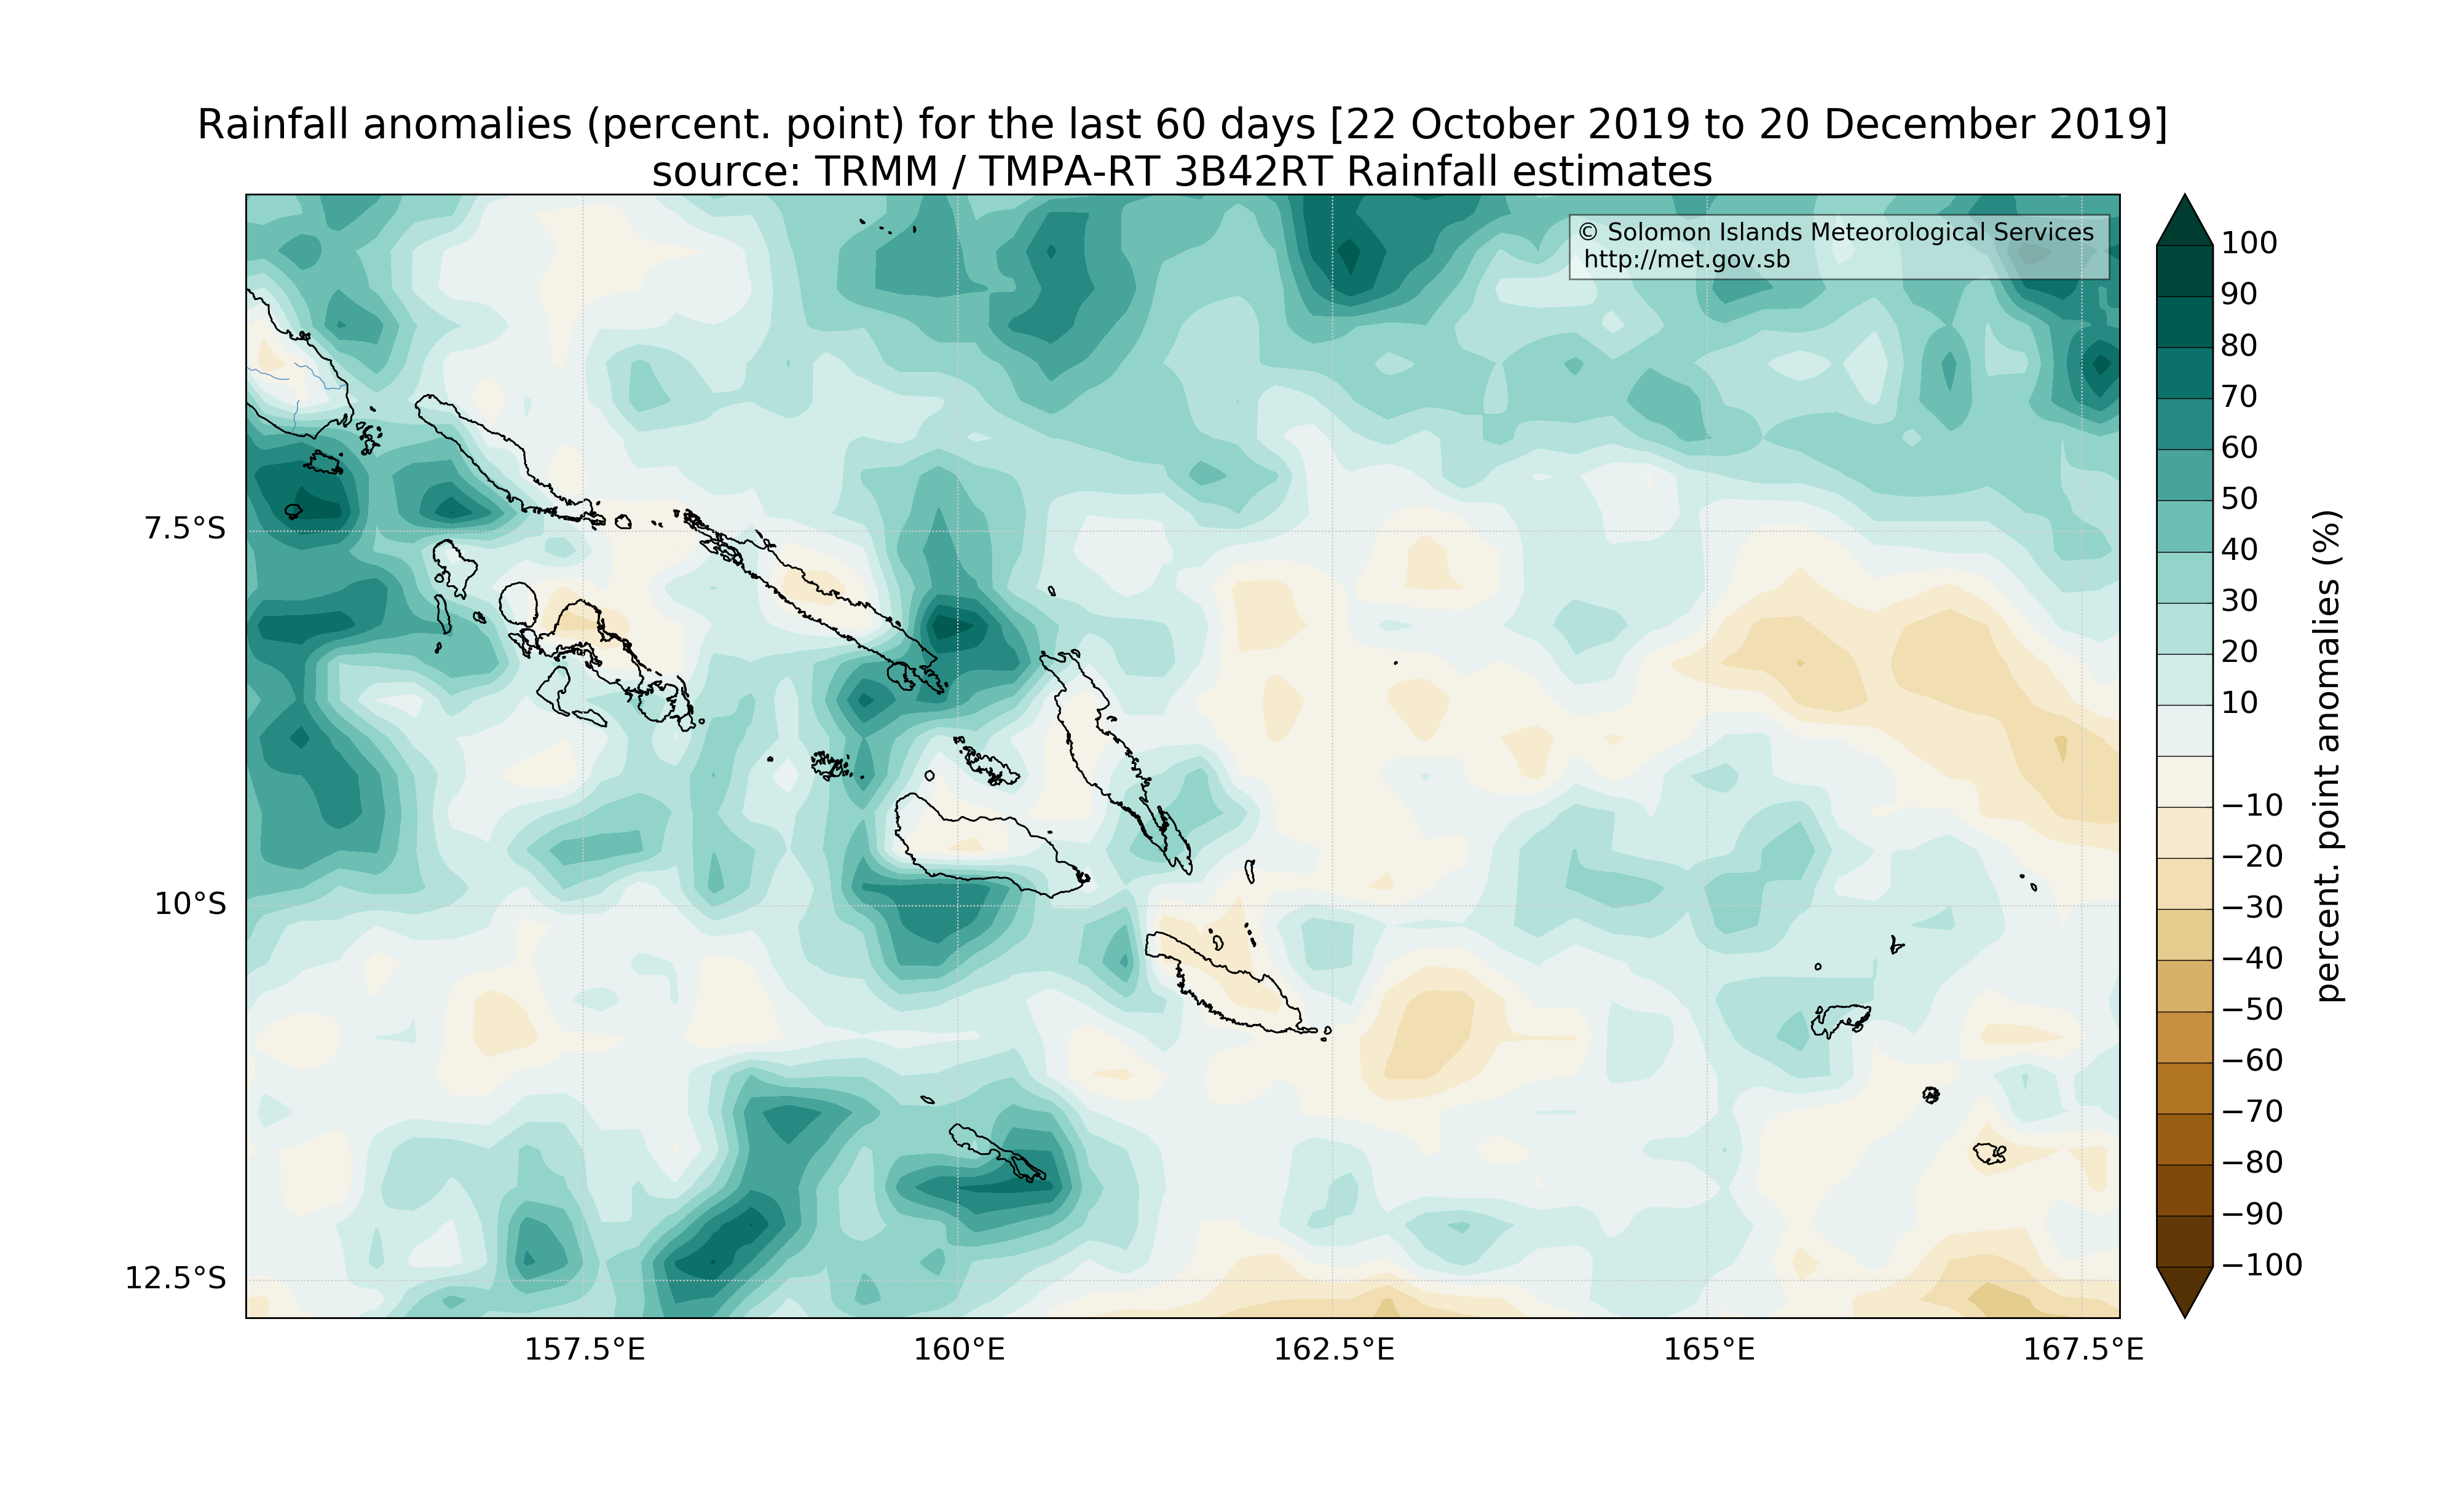 Rainfall anomalies (percent. point) for the last 60 days [22 October 2019 to 20 December 2019]
source: TRMM / TMPA-RT 3B42RT Rainfall estimates
© Solomon Islands Meteorological Services
http://met.gov.sb
7.5°S
10°S
12.5°S
157.5°E
160°E
162.5°E
165°E
167.5°E
100
90
80
70
60
50
40
30
20
10
−10
−20
−30
−40
−50
−60
−70
−80
−90
−100
percent. point anomalies (%)